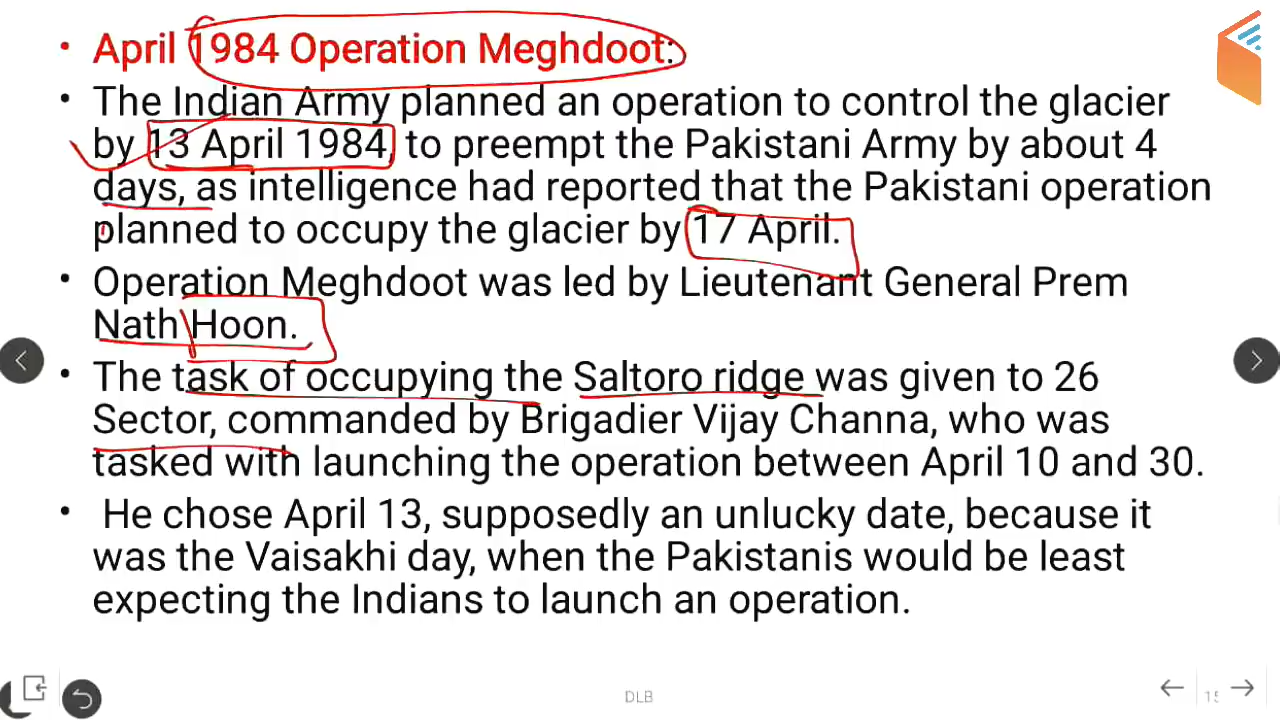 • April 1984 Operation Meghdoot:
• The Indian Army planned an operation to control the glacier
by 13 April 1984, to preempt the Pakistani Army by about 4
days, as intelligence had reported that the Pakistani operation
planned to occupy the glacier by 17 April.
• Operation Meghdoot was led by Lieutenant General Prem
Nath Hoon.
• The task of occupying the Saltoro ridge was given to 26
Sector, commanded by Brigadier Vijay Channa, who was
tasked with launching the operation between April 10 and 30.
• He chose April 13, supposedly an unlucky date, because it
was the Vaisakhi day, when the Pakistanis would be least
expecting the Indians to launch an operation.
DLB